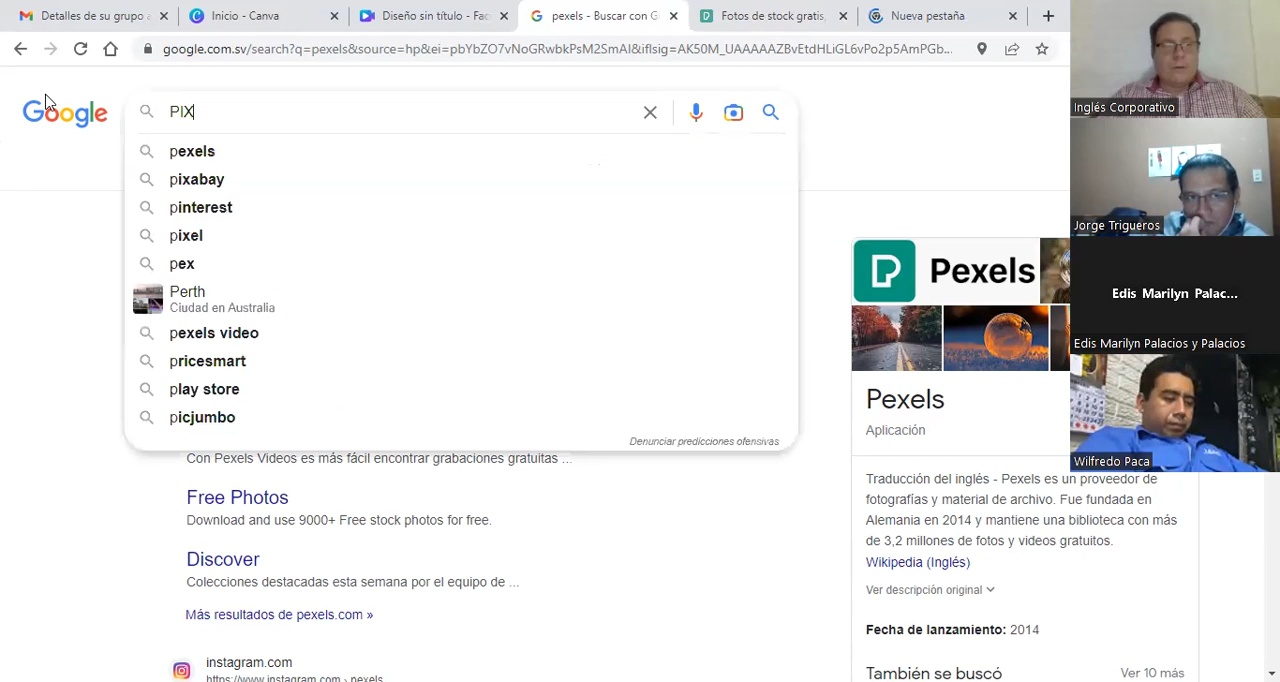 Detalles de su grupo a
Inicio - Canva
Diseño sin título - Fac
pexels - Buscar con G
Fotos de stock gratis,
Nueva pestaña
google.com.sv/search?q=pexels&source=hp&ei=pbYbZO7vNoGRwbkPsM2SmAI&iflsig=AK50M_UAAAAAZBvEtdHLiGL6vPo2p5AmPGb...
Google
PIX
pexels
pixabay
pinterest
pixel
pex
Perth
Ciudad en Australia
pexels video
pricesmart
play store
picjumbo
Denunciar predicciones ofensivas
Con Pexels Videos es más fácil encontrar grabaciones gratuitas ...
Free Photos
Download and use 9000+ Free stock photos for free.
Discover
Colecciones destacadas esta semana por el equipo de ...
Más resultados de pexels.com »
instagram.com
https://www.instagram.com › pexels
Pexels
Pexels
Aplicación
Traducción del inglés - Pexels es un proveedor de
fotografías y material de archivo. Fue fundada en
Alemania en 2014 y mantiene una biblioteca con más
de 3,2 millones de fotos y videos gratuitos.
Wikipedia (Inglés)
Ver descripción original
Fecha de lanzamiento: 2014
También se buscó
Ver 10 más
Inglés Corporativo
Jorge Trigueros
Edis Marilyn Palac...
Edis Marilyn Palacios y Palacios
Wilfredo Paca